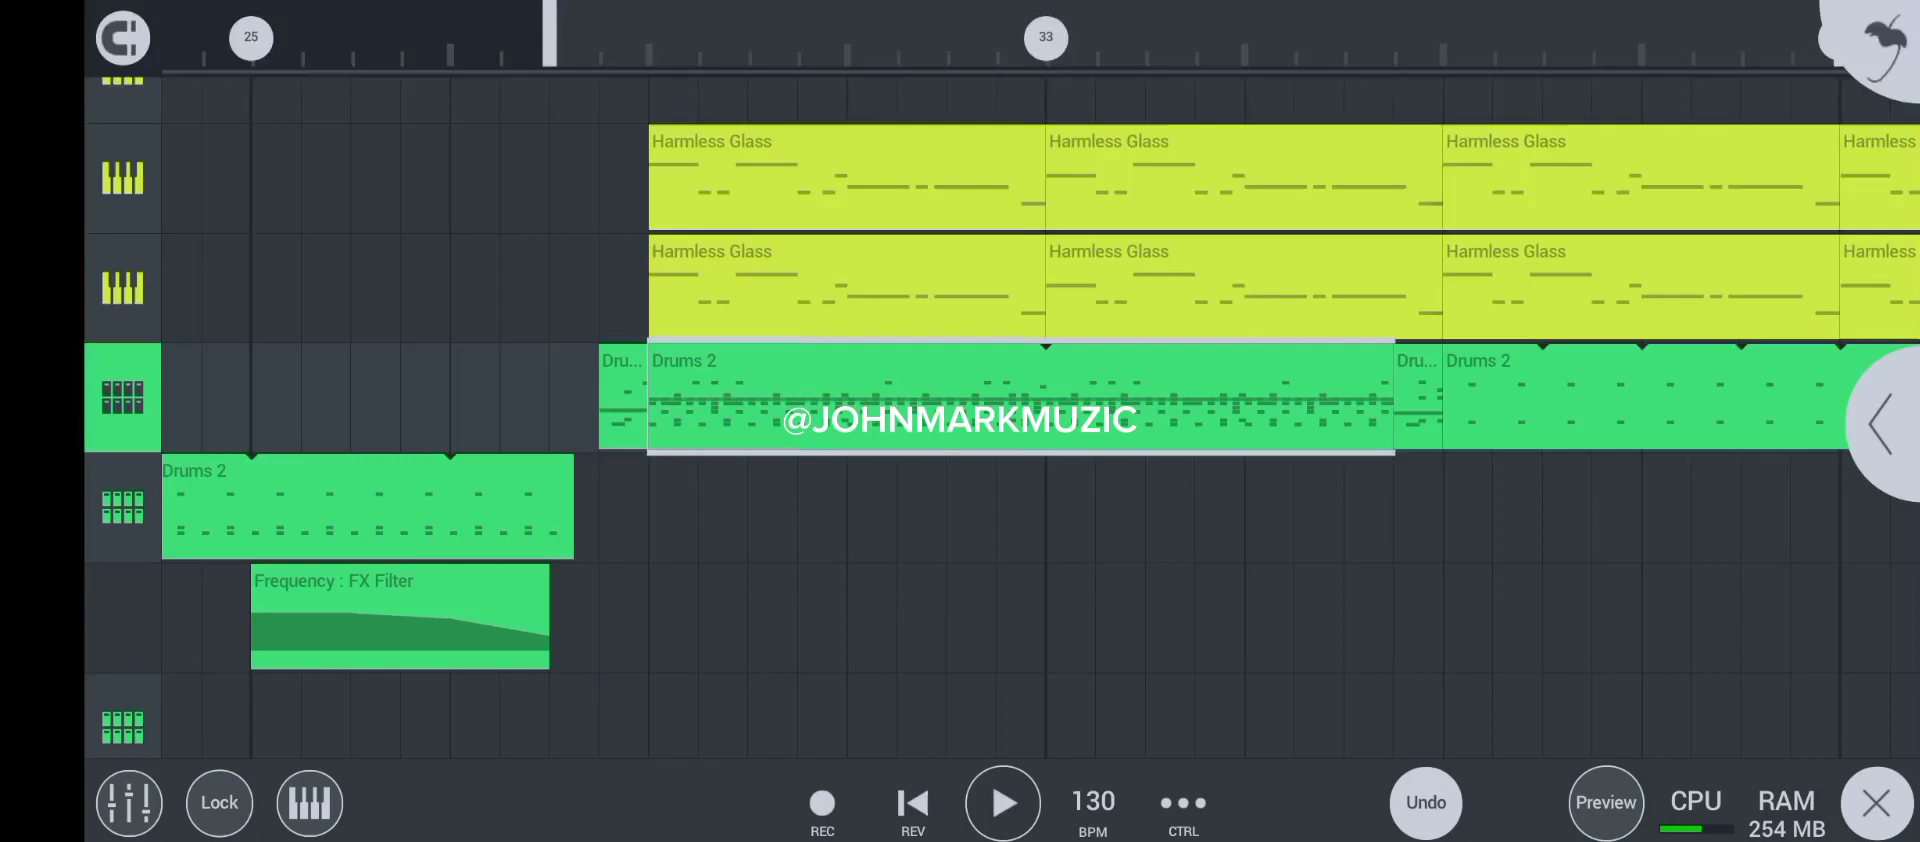 25
33
Harmless Glass
Harmless Glass
Harmless Glass
Harmless
Harmless Glass
Harmless Glass
Harmless Glass
Harmless
Dru...
Drums 2
Dru...
Drums 2
@JOHNMARKMUZIC
Drums 2
Frequency : FX Filter
Lock
REC
REV
130
BPM
CTRL
Undo
Preview
CPU
RAM
254 MB